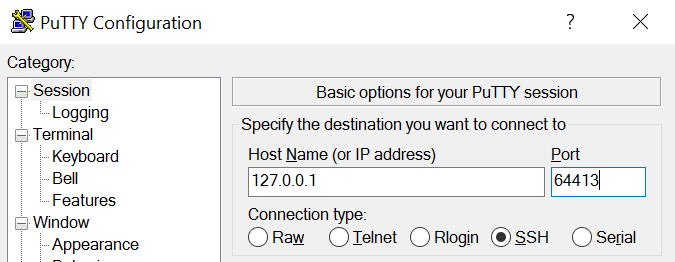 PuTTY Configuration
?
Category:
Session
Logging
Terminal
Keyboard
Bell
Features
Window
Appearance
Basic options for your PuTTY session
Specify the destination you want to connect to
Host Name (or IP address) Port
127.0.0.1 64413
Connection type:
Raw Telnet Rlogin SSH Serial